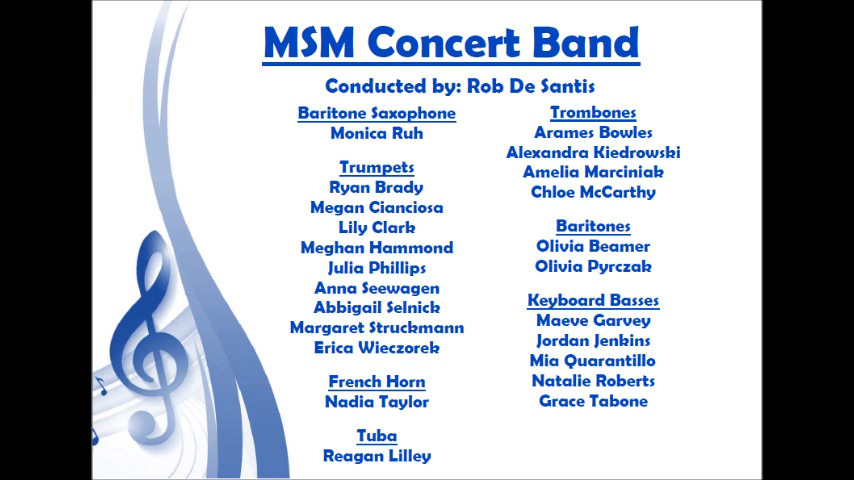 MSM Concert Band
Conducted by: Rob De Santis
Baritone Saxophone
Monica Ruh
Trumpets
Ryan Brady
Megan Cianciosa
Lily Clark
Meghan Hammond
Julia Phillips
Anna Seewagen
Abbigail Selnick
Margaret Struckmann
Erica Wieczorek
French Horn
Nadia Taylor
Tuba
Reagan Lilley
Trombones
Arames Bowles
Alexandra Kiedrowski
Amelia Marciniak
Chloe McCarthy
Baritones
Olivia Beamer
Olivia Pyrczak
Keyboard Basses
Maeve Garvey
Jordan Jenkins
Mia Quarantillo
Natalie Roberts
Grace Tabone